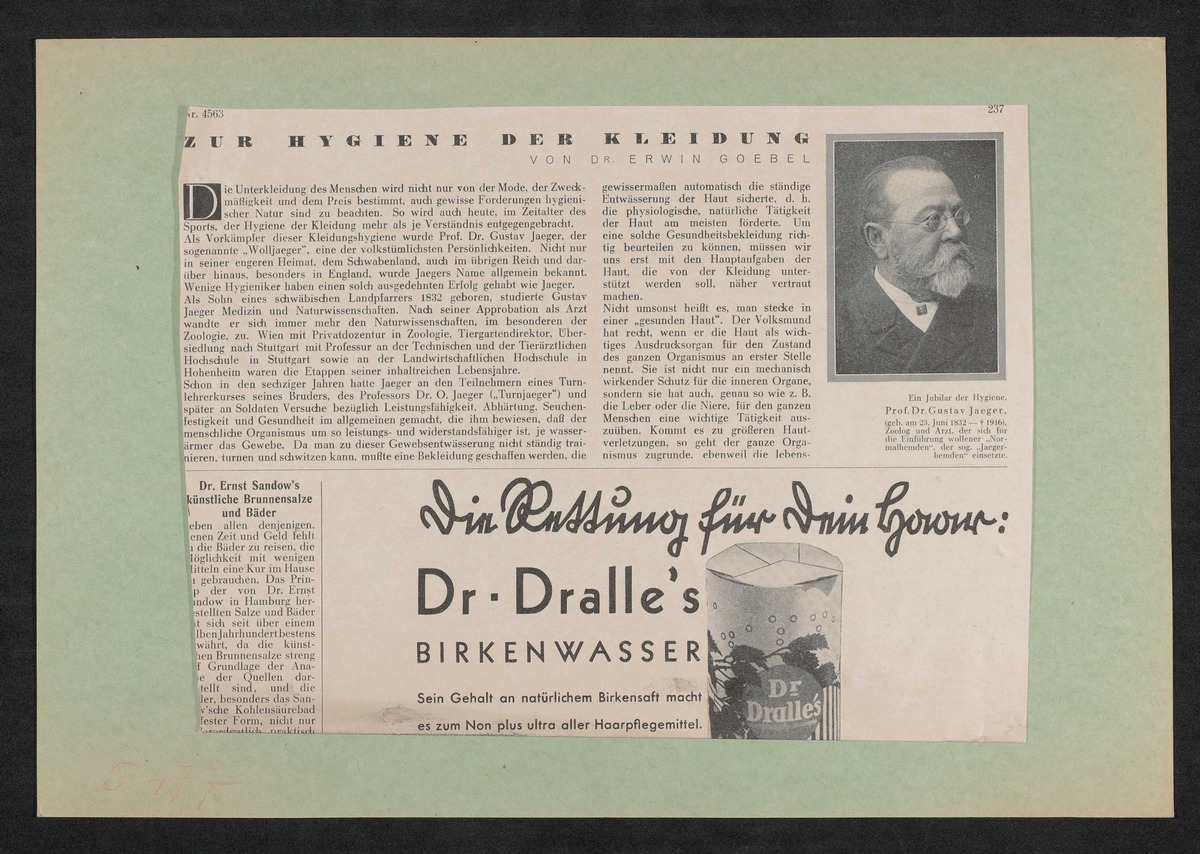 Nr. 4563
237
ZUR HYGIENE DER KLEIDUNG
VON DR. ERWIN GOEBEL
Die Unterkleidung des Menschen wird nicht nur von der Mode, der Zweck-
mäßigkeit und dem Preis bestimmt, auch gewisse Forderungen hygieni-
scher Natur sind zu beachten. So wird auch heute, im Zeitalter des
Sports, der Hygiene der Kleidung mehr als je Verständnis entgegengebracht.
Als Vorkämpfer dieser Kleidungshygiene wurde Prof. Dr. Gustav Jaeger, der
sogenannte „Wolljaeger“, eine der volkstümlichsten Persönlichkeiten. Nicht nur
in seiner engeren Heimat, dem Schwabenland, auch im übrigen Reich und dar-
über hinaus, besonders in England, wurde Jaegers Name allgemein bekannt.
Wenige Hygieniker haben einen solch ausgedehnten Erfolg gehabt wie Jaeger.
Als Sohn eines schwäbischen Landpfarrers 1832 geboren, studierte Gustav
Jaeger Medizin und Naturwissenschaften. Nach seiner Approbation als Arzt
wandte er sich immer mehr den Naturwissenschaften, im besonderen der
Zoologie, zu. Wien mit Privatdozentur in Zoologie, Tiergartendirektor, Über-
siedlung nach Stuttgart mit Professur an der Technischen und der Tierärztlichen
Hochschule in Stuttgart sowie an der Landwirtschaftlichen Hochschule in
Hohenheim waren die Etappen seiner inhaltreichen Lebensjahre.
Schon in den sechziger Jahren hatte Jaeger an den Teilnehmern eines Turn-
lehrerkurses seines Bruders, des Professors Dr. O. Jaeger („Turnjaeger“) und
später an Soldaten Versuche bezüglich Leistungsfähigkeit, Abhärtung, Seuchen-
festigkeit und Gesundheit im allgemeinen gemacht, die ihm bewiesen, daß der
menschliche Organismus um so leistungs- und widerstandsfähiger ist, je wasser-
ärmer das Gewebe. Da man zu dieser Gewebsentwässerung nicht ständig trai-
nieren, turnen und schwitzen kann, mußte eine Bekleidung geschaffen werden, die
gewissermaßen automatisch die ständige
Entwässerung der Haut sicherte, d. h.
die physiologische, natürliche Tätigkeit
der Haut am meisten förderte. Um
eine solche Gesundheitsbekleidung rich-
tig beurteilen zu können, müssen wir
uns erst mit den Hauptaufgaben der
Haut, die von der Kleidung unter-
stützt werden soll, näher vertraut
machen.
Nicht umsonst heißt es, man stecke in
einer „gesunden Haut“. Der Volksmund
hat recht, wenn er die Haut als wich-
tiges Ausdrucksorgan für den Zustand
des ganzen Organismus an erster Stelle
nennt. Sie ist nicht nur ein mechanisch
wirkender Schutz für die inneren Organe,
sondern sie hat auch, genau so wie z. B.
die Leber oder die Niere, für den ganzen
Menschen eine wichtige Tätigkeit aus-
zuüben. Kommt es zu größeren Haut-
verletzungen, so geht der ganze Orga-
nismus zugrunde, ebenweil die lebens-
Ein Jubilar der Hygiene,
Prof. Dr. Gustav Jaeger,
(geb. am 23. Juni 1832 — † 1916),
Zoolog und Arzt, der sich für
die Einführung wollener „Nor-
malhemden“, der sog. „Jaeger-
hemden“ einsetzte.
Dr. Ernst Sandow's
künstliche Brunnensalze
und Bäder
eben allen denjenigen,
enen Zeit und Geld fehlt
die Bäder zu reisen, die
löglichkeit mit wenigen
itteln eine Kur im Hause
gebrauchen. Das Prin-
p der von Dr. Ernst
ndow in Hamburg her-
stellten Salze und Bäder
t sich seit über einem
lben Jahrhundert bestens
währt, da die künst-
hen Brunnensalze streng
f Grundlage der Ana-
e der Quellen dar-
tellt sind, und die
der, besonders das San-
w'sche Kohlensäurebad
fester Form, nicht nur
praktisch
Die Rettung für Dein Haar:
Dr · Dralle's
BIRKENWASSER
Sein Gehalt an natürlichem Birkensaft macht
es zum Non plus ultra aller Haarpflegemittel.
Dr
Dralle's